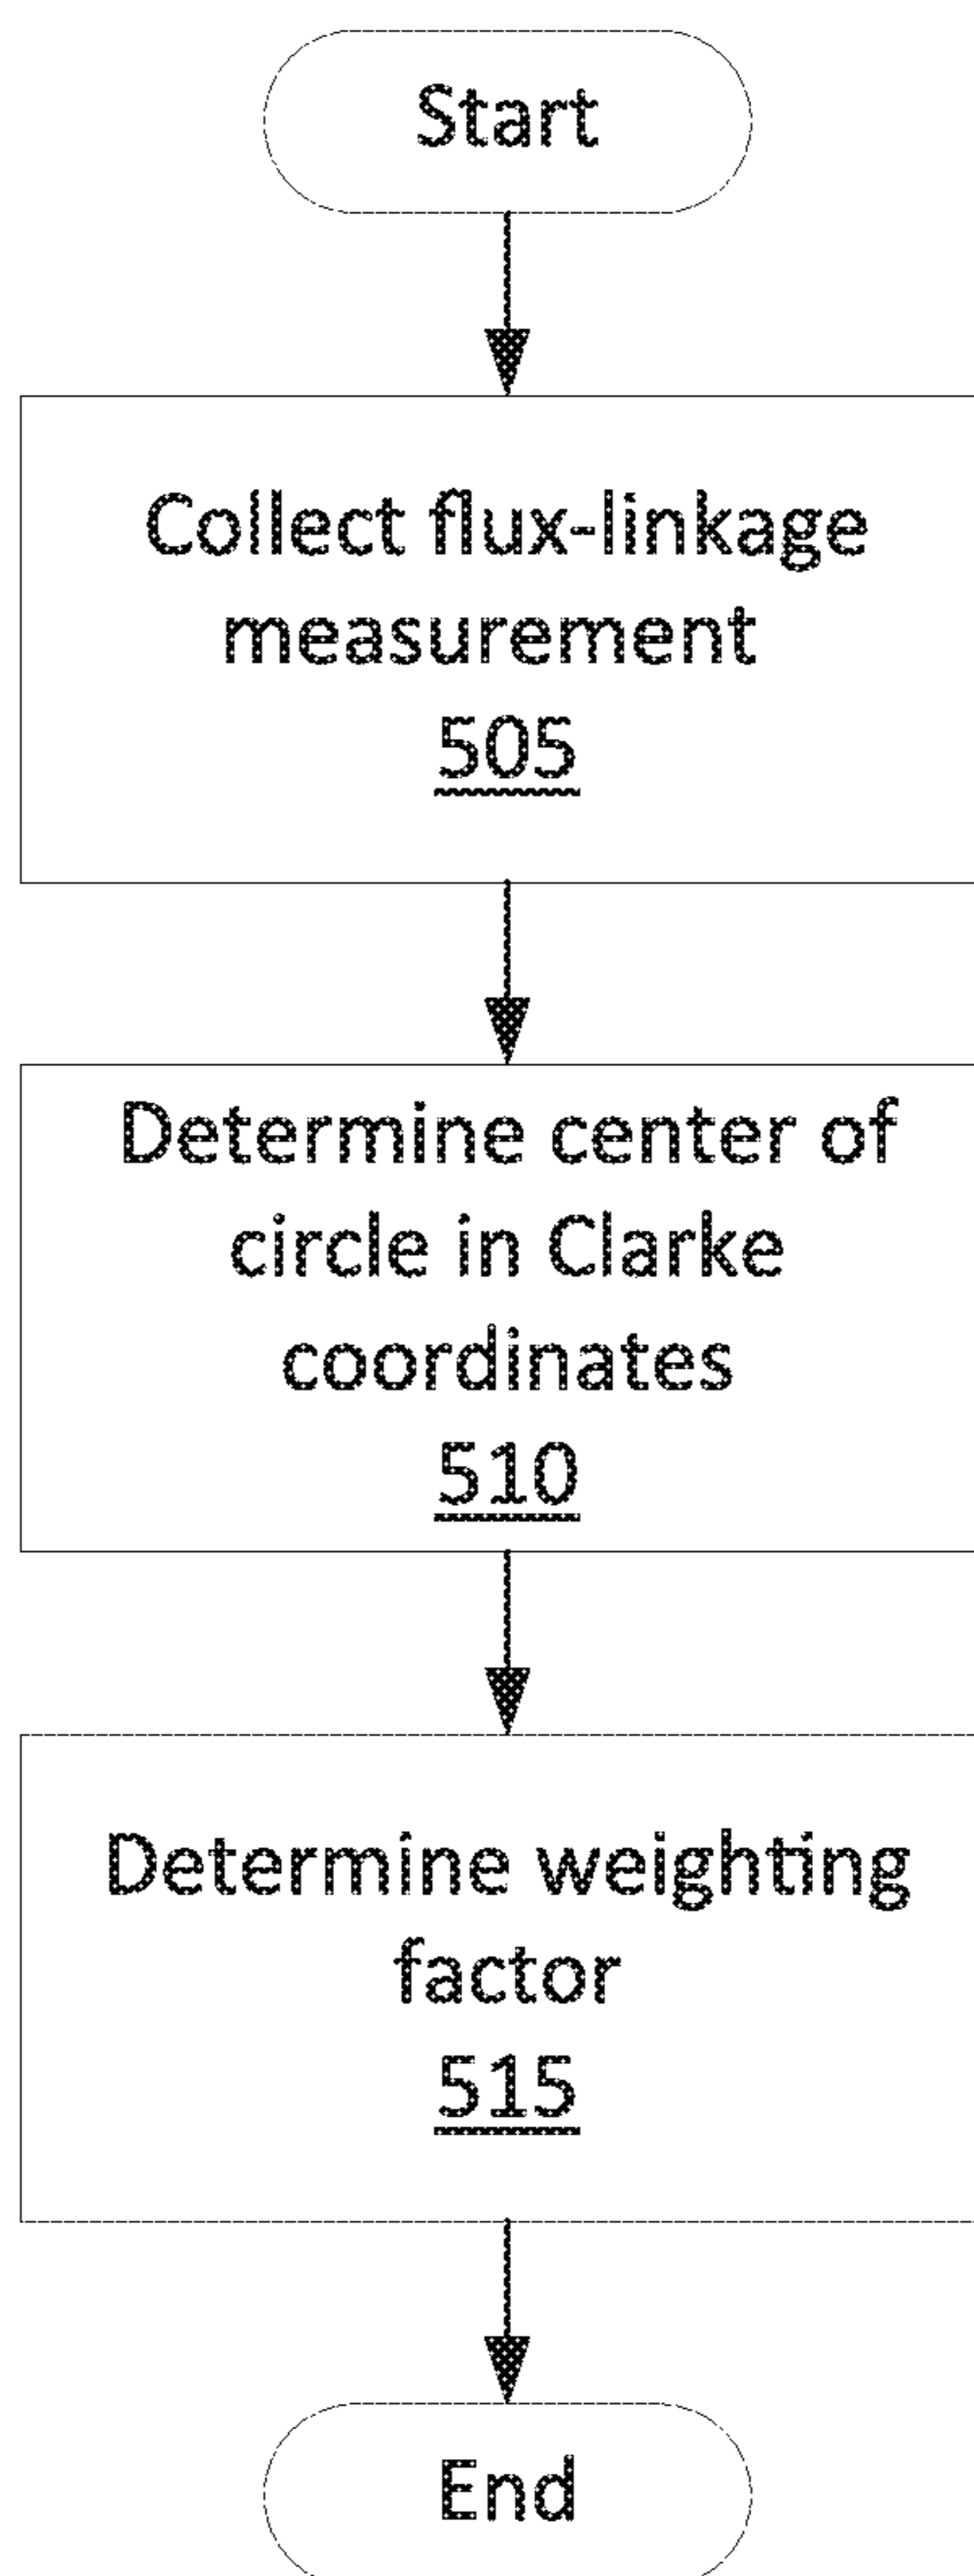 Start
Collect flux-linkage
measurement
505
Determine center of
circle in Clarke
coordinates
510
Determine weighting
factor
515
End